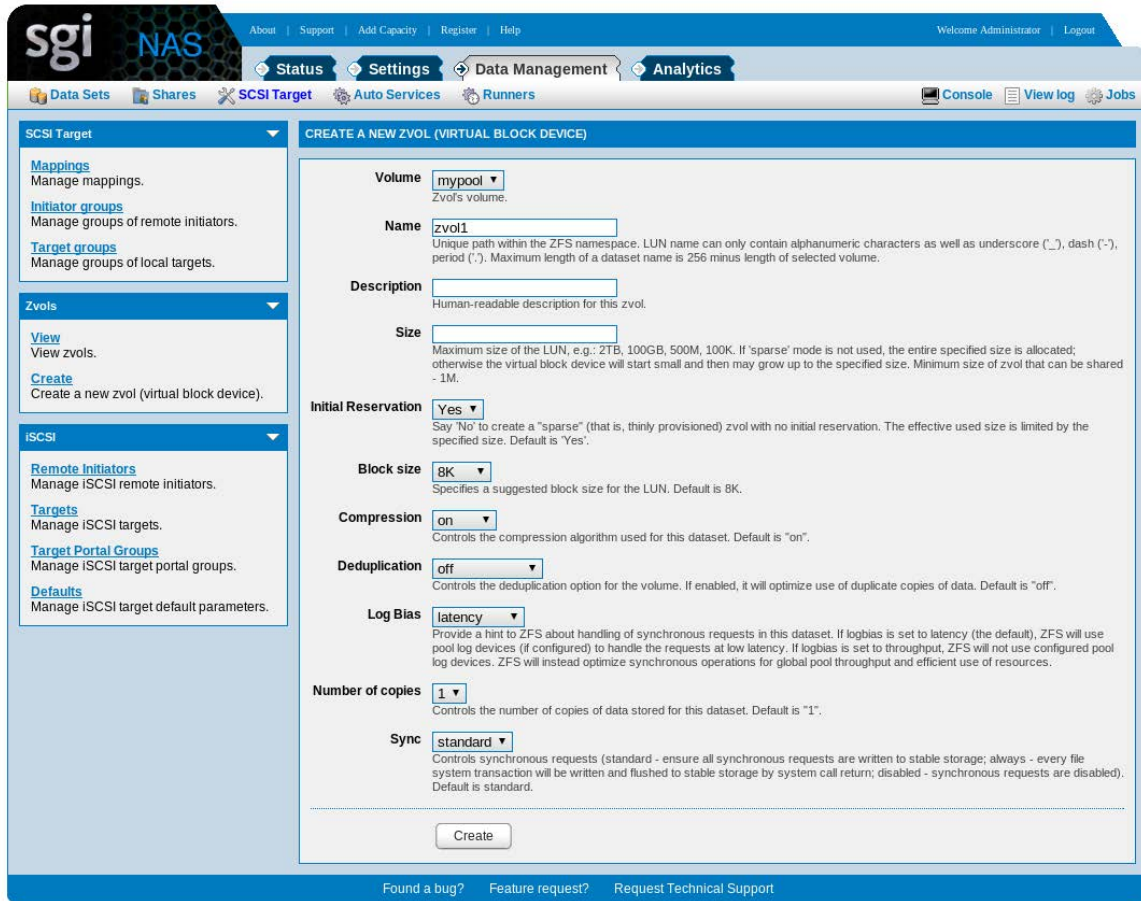 sgi NAS
About | Support | Add Capacity | Register | Help
Welcome Administrator | Logout
Status Settings Data Management Analytics
Data Sets Shares SCSI Target Auto Services Runners
Console View log Jobs
SCSI Target
Mappings
Manage mappings.
Initiator groups
Manage groups of remote initiators.
Target groups
Manage groups of local targets.
Zvols
View
View zvols.
Create
Create a new zvol (virtual block device).
iSCSI
Remote Initiators
Manage iSCSI remote initiators.
Targets
Manage iSCSI targets.
Target Portal Groups
Manage iSCSI target portal groups.
Defaults
Manage iSCSI target default parameters.
CREATE A NEW ZVOL (VIRTUAL BLOCK DEVICE)
Volume mypool
Zvol's volume.
Name zvol1
Unique path within the ZFS namespace. LUN name can only contain alphanumeric characters as well as underscore ('_'), dash ('-'),
period ('.'). Maximum length of a dataset name is 256 minus length of selected volume.
Description
Human-readable description for this zvol.
Size
Maximum size of the LUN, e.g.: 2TB, 100GB, 500M, 100K. If 'sparse' mode is not used, the entire specified size is allocated;
otherwise the virtual block device will start small and then may grow up to the specified size. Minimum size of zvol that can be shared
- 1M.
Initial Reservation Yes
Say 'No' to create a "sparse" (that is, thinly provisioned) zvol with no initial reservation. The effective used size is limited by the
specified size. Default is 'Yes'.
Block size 8K
Specifies a suggested block size for the LUN. Default is 8K.
Compression on
Controls the compression algorithm used for this dataset. Default is "on".
Deduplication off
Controls the deduplication option for the volume. If enabled, it will optimize use of duplicate copies of data. Default is "off".
Log Bias latency
Provide a hint to ZFS about handling of synchronous requests in this dataset. If logbias is set to latency (the default), ZFS will use
pool log devices (if configured) to handle the requests at low latency. If logbias is set to throughput, ZFS will not use configured pool
log devices. ZFS will instead optimize synchronous operations for global pool throughput and efficient use of resources.
Number of copies 1
Controls the number of copies of data stored for this dataset. Default is "1".
Sync standard
Controls synchronous requests (standard - ensure all synchronous requests are written to stable storage; always - every file
system transaction will be written and flushed to stable storage by system call return; disabled - synchronous requests are disabled).
Default is standard.
Create
Found a bug? Feature request? Request Technical Support